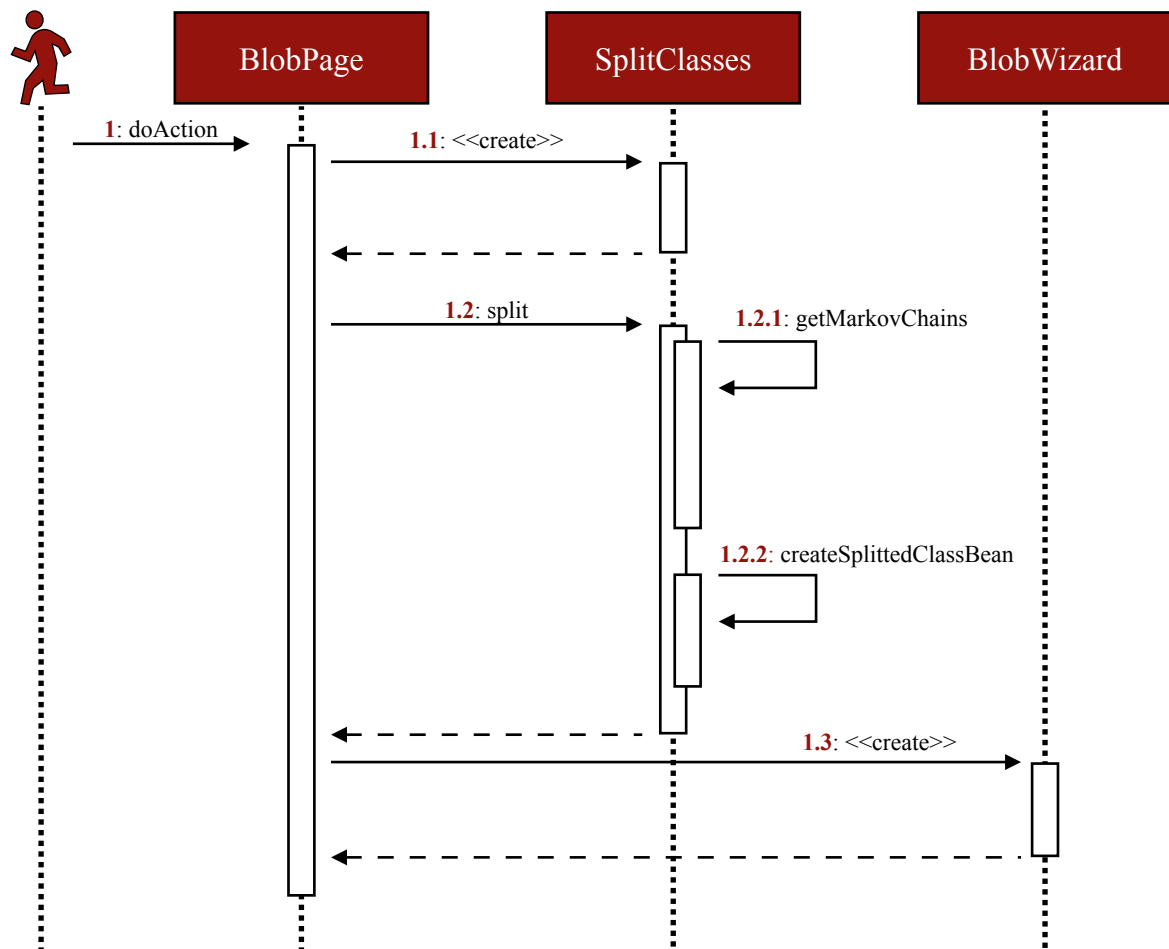 BlobPage
SplitClasses
BlobWizard
1: doAction
1.1: <<create>>
1.2: split
1.2.1: getMarkovChains
1.2.2: createSplittedClassBean
1.3: <<create>>